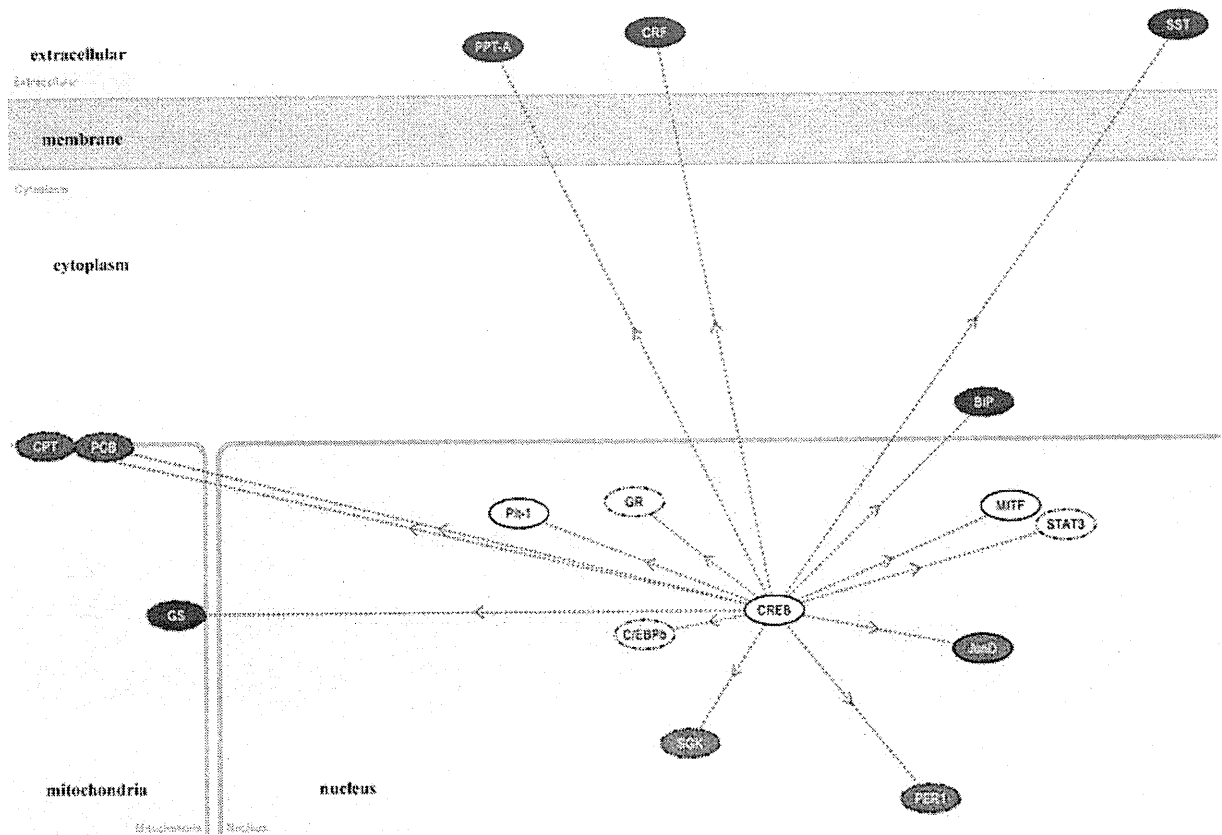 PPT-A
CRF
SST
extracellular
Extracellular
membrane
Cytoplasm
cytoplasm
BIP
CPT
PCB
Pit-1
GR
MITF
STAT3
GS
CREB
C/EBPb
JunD
SGK
PER1
mitochondria
nucleus
Mitochondria
Nucleus